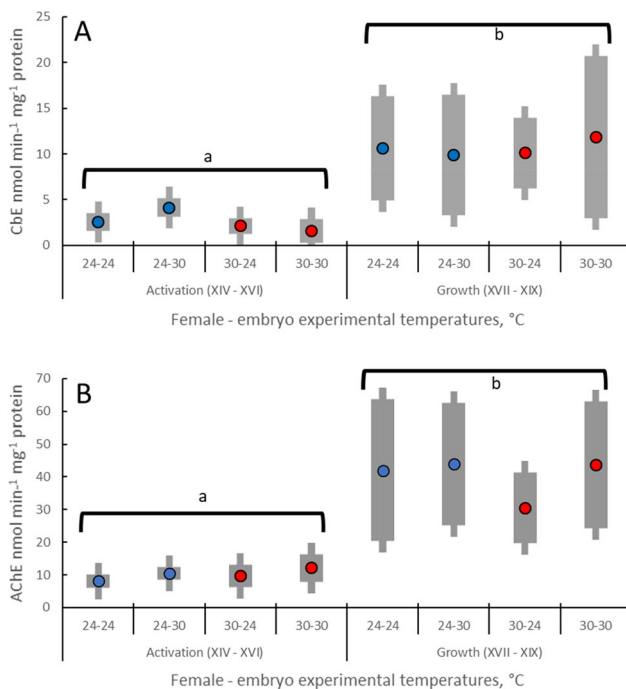 A
CbE nmol min-1 mg-1 protein
25
20
15
10
5
0
a
b
24-24 24-30 30-24 30-30 24-24 24-30 30-24 30-30
Activation (XIV - XVI) Growth (XVII - XIX)
Female - embryo experimental temperatures, °C
B
AChE nmol min-1 mg-1 protein
70
60
50
40
30
20
10
0
a
b
24-24 24-30 30-24 30-30 24-24 24-30 30-24 30-30
Activation (XIV - XVI) Growth (XVII - XIX)
Female - embryo experimental temperatures, °C